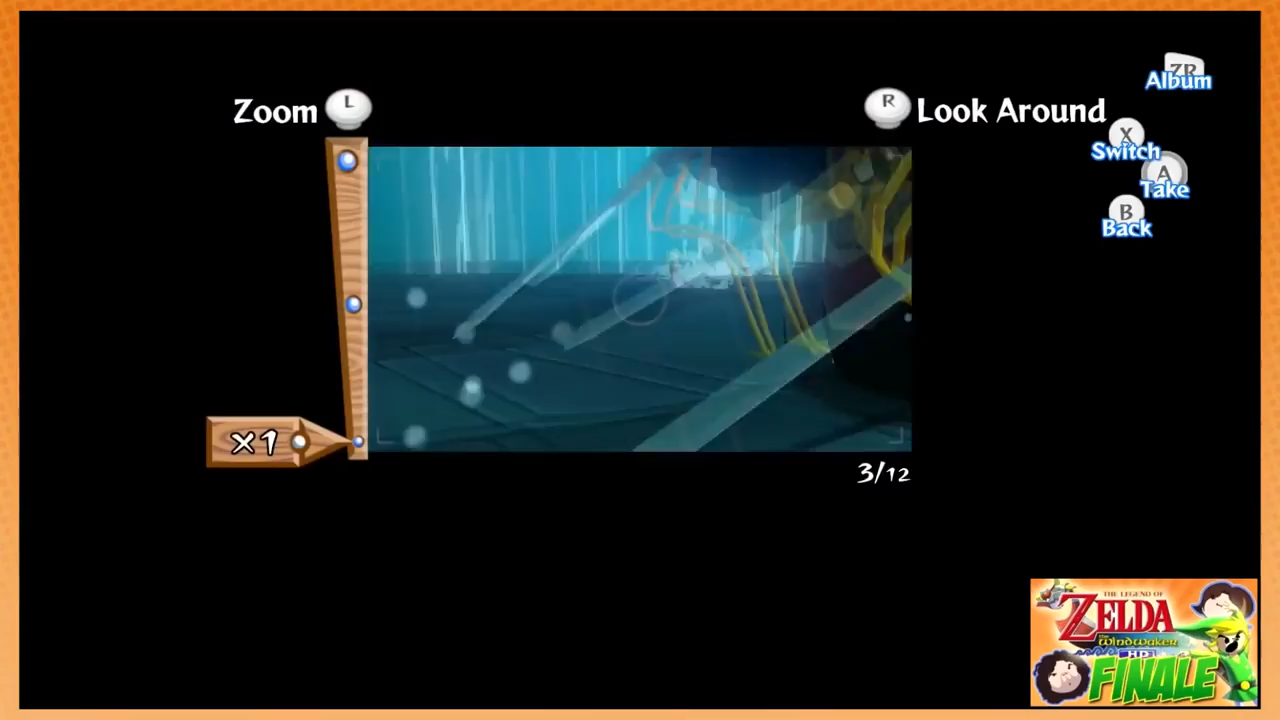 ZR
Album
Zoom L
R Look Around
X
Switch
A
Take
B
Back
×1
3/12
THE LEGEND OF
ZELDA
the
WIND WAKER
HD
FINALE